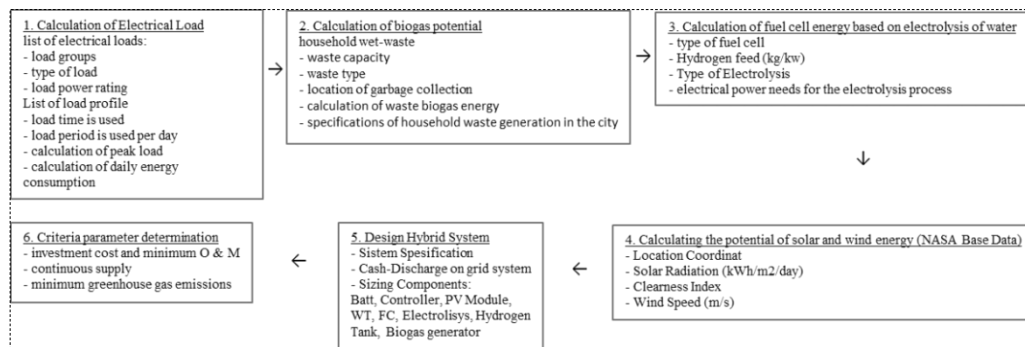 1. Calculation of Electrical Load
list of electrical loads:
- load groups
- type of load
- load power rating
List of load profile
- load time is used
- load period is used per day
- calculation of peak load
- calculation of daily energy
consumption
→
2. Calculation of biogas potential
household wet-waste
- waste capacity
- waste type
- location of garbage collection
- calculation of waste biogas energy
- specifications of household waste generation in the city
→
3. Calculation of fuel cell energy based on electrolysis of water
- type of fuel cell
- Hydrogen feed (kg/kw)
- Type of Electrolysis
- electrical power needs for the electrolysis process
↓
4. Calculating the potential of solar and wind energy (NASA Base Data)
- Location Coordinat
- Solar Radiation (kWh/m2/day)
- Clearness Index
- Wind Speed (m/s)
←
5. Design Hybrid System
- Sistem Spesification
- Cash-Discharge on grid system
- Sizing Components:
Batt, Controller, PV Module,
WT, FC, Electrolisys, Hydrogen
Tank, Biogas generator
←
6. Criteria parameter determination
- investment cost and minimum O & M
- continuous supply
- minimum greenhouse gas emissions